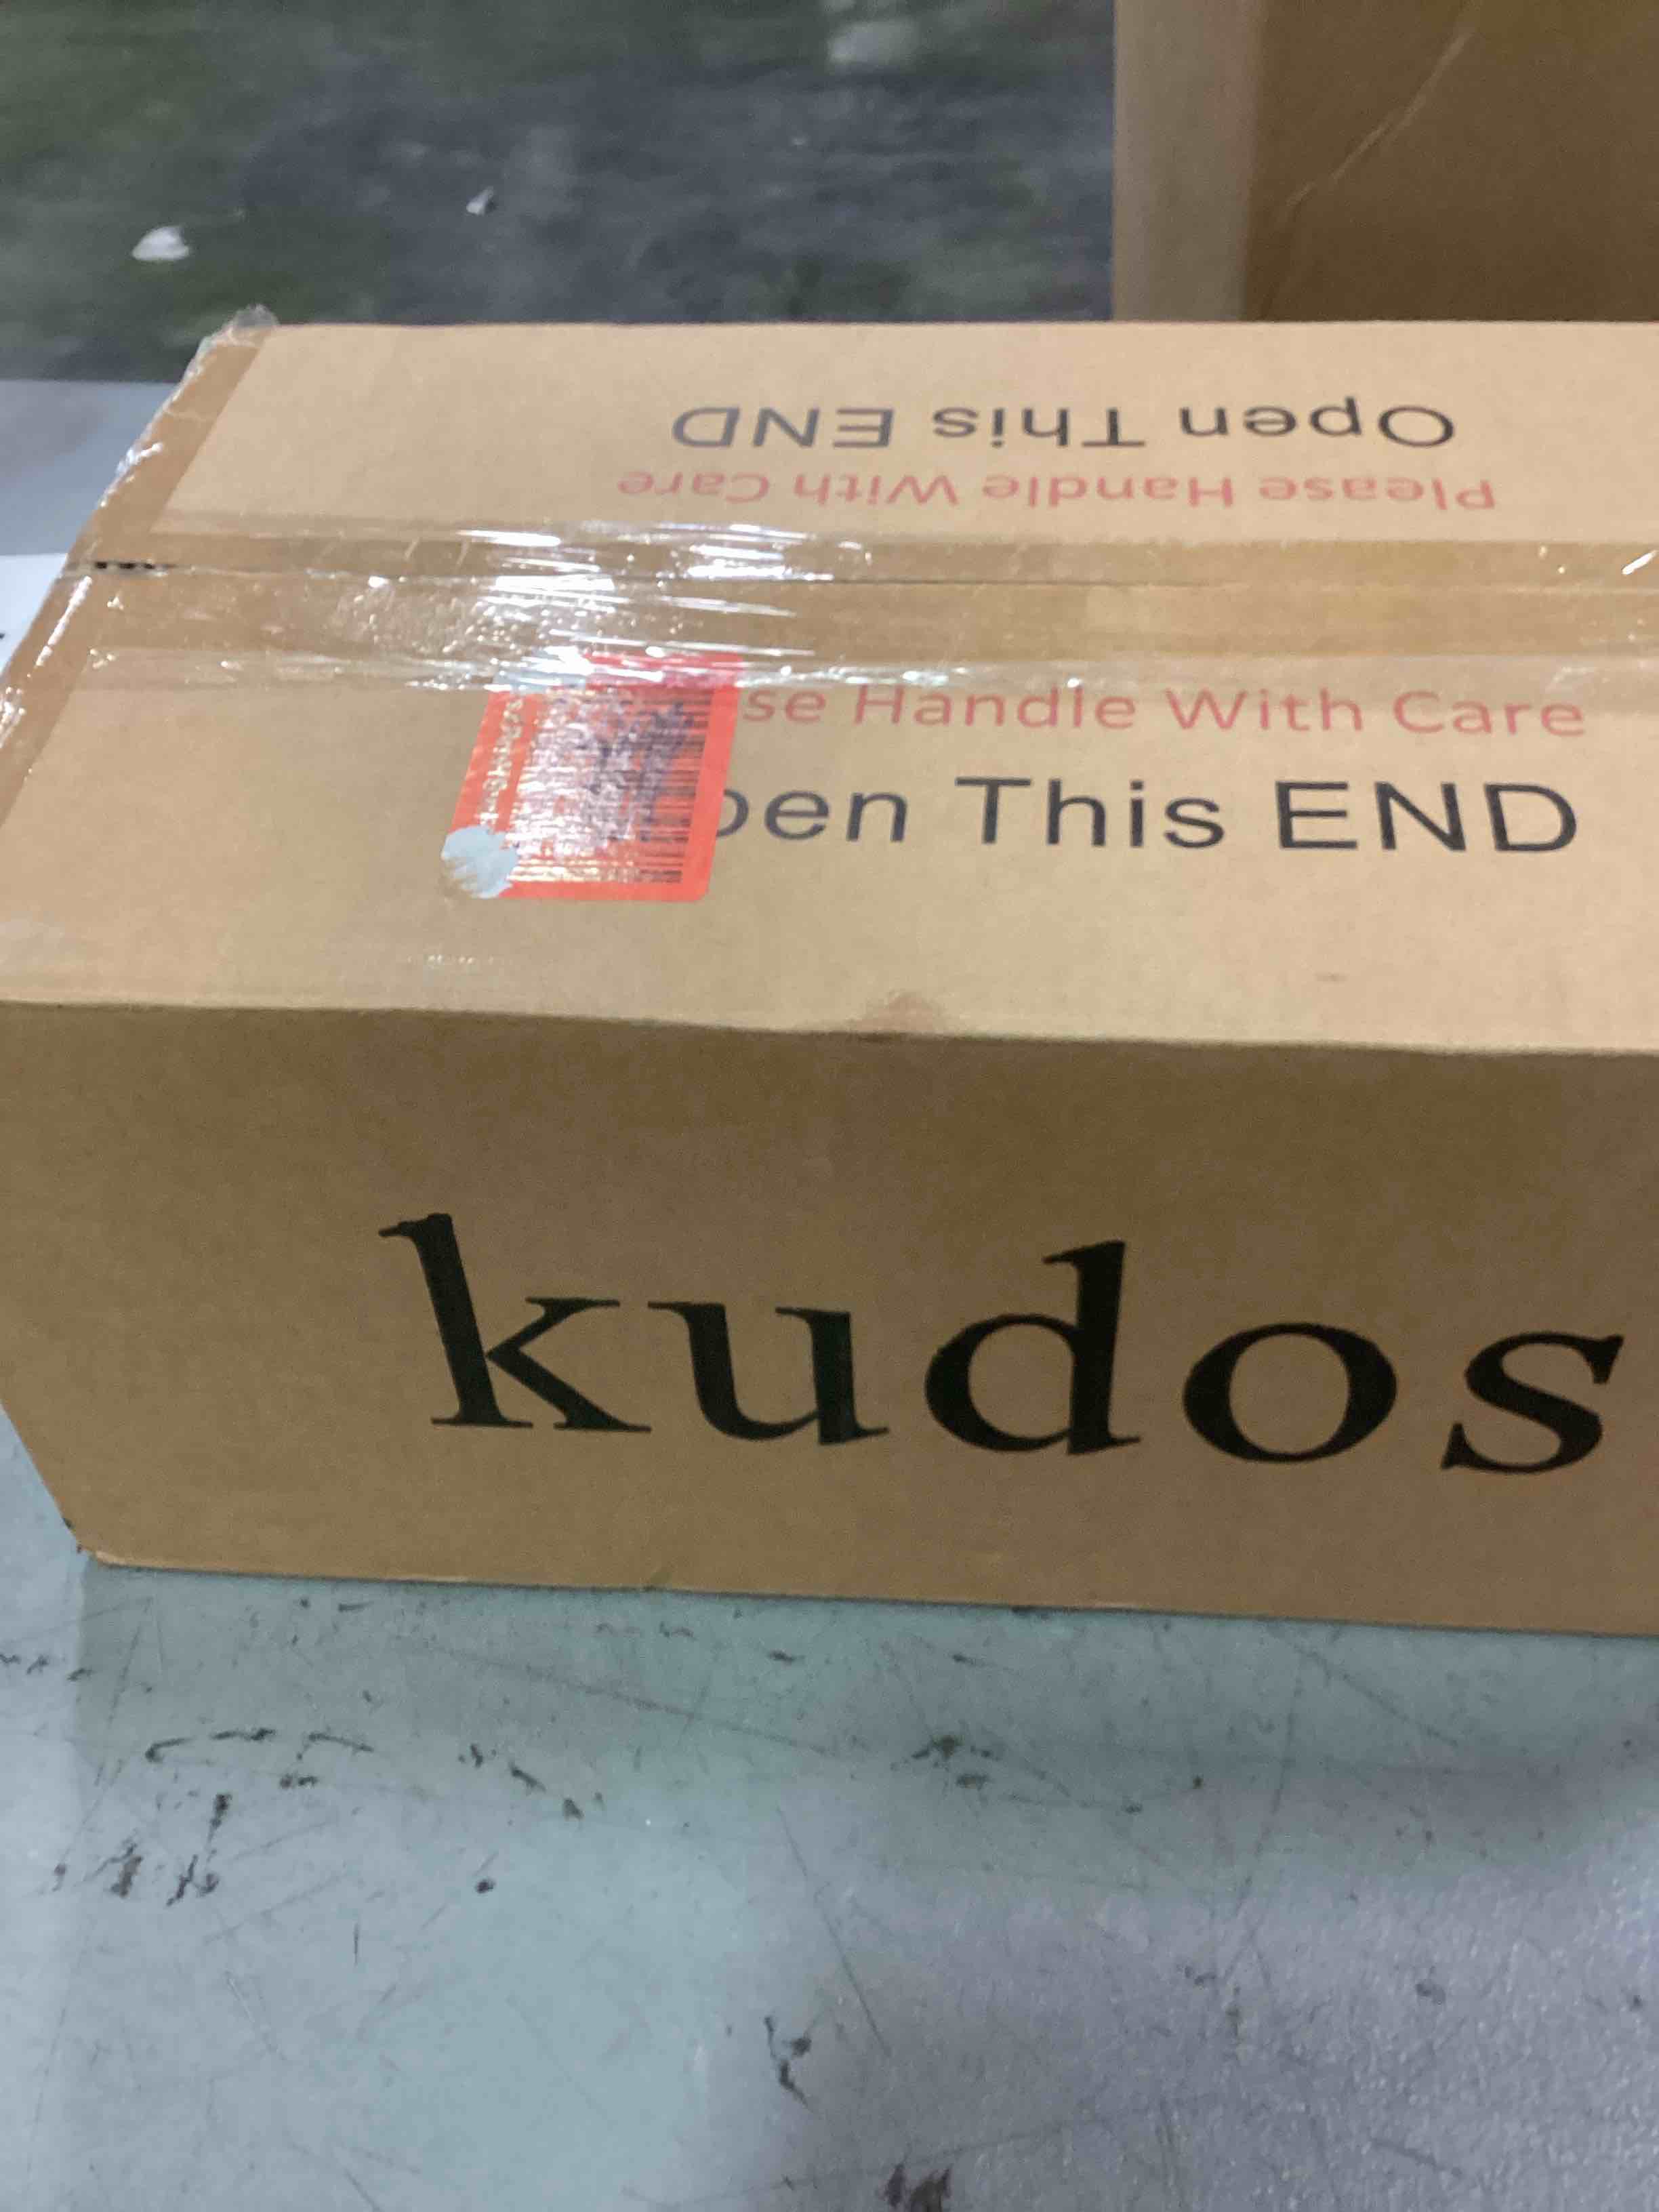 Open This END
Please Handle With Care
se Handle With Care
pen This END
kudos